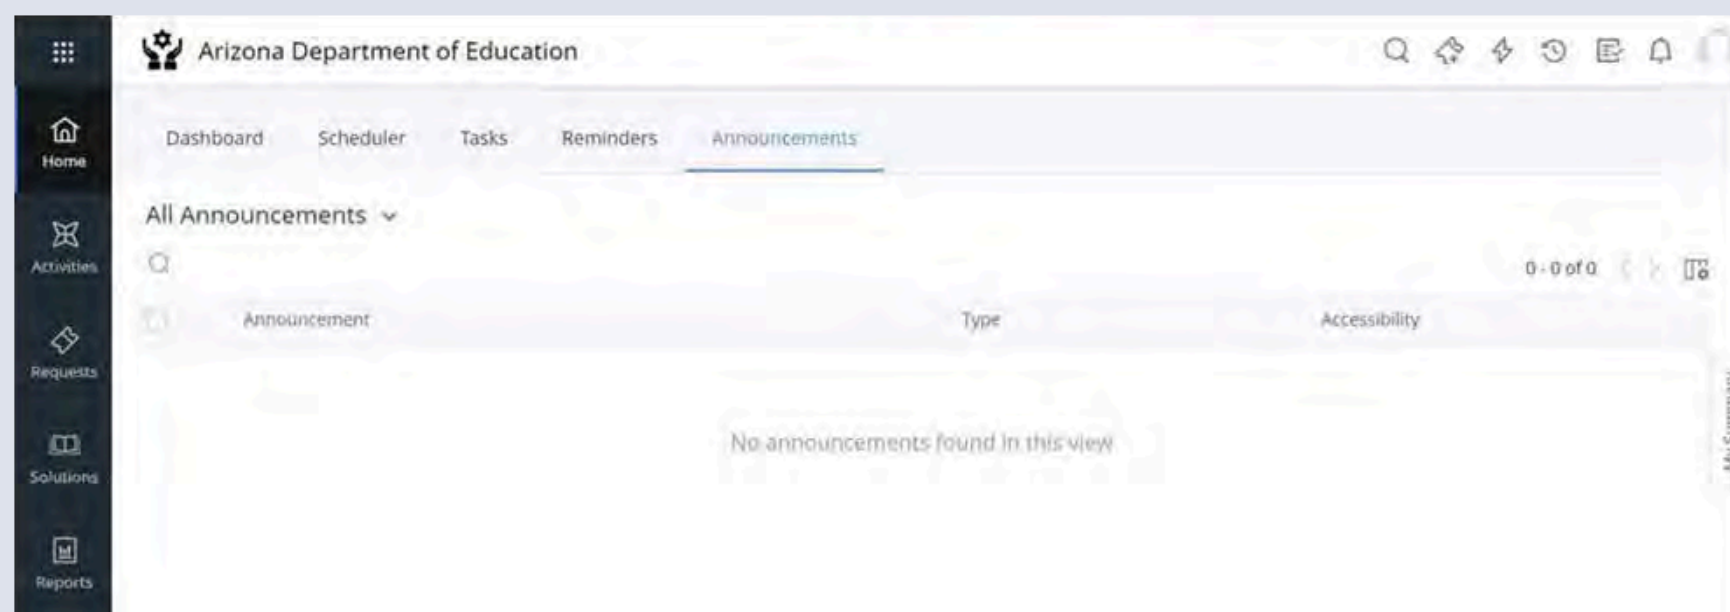 Arizona Department of Education
Home
Activities
Requests
Solutions
Reports
Dashboard Scheduler Tasks Reminders Announcements
All Announcements
0 - 0 of 0
Announcement Type Accessibility
No announcements found in this view